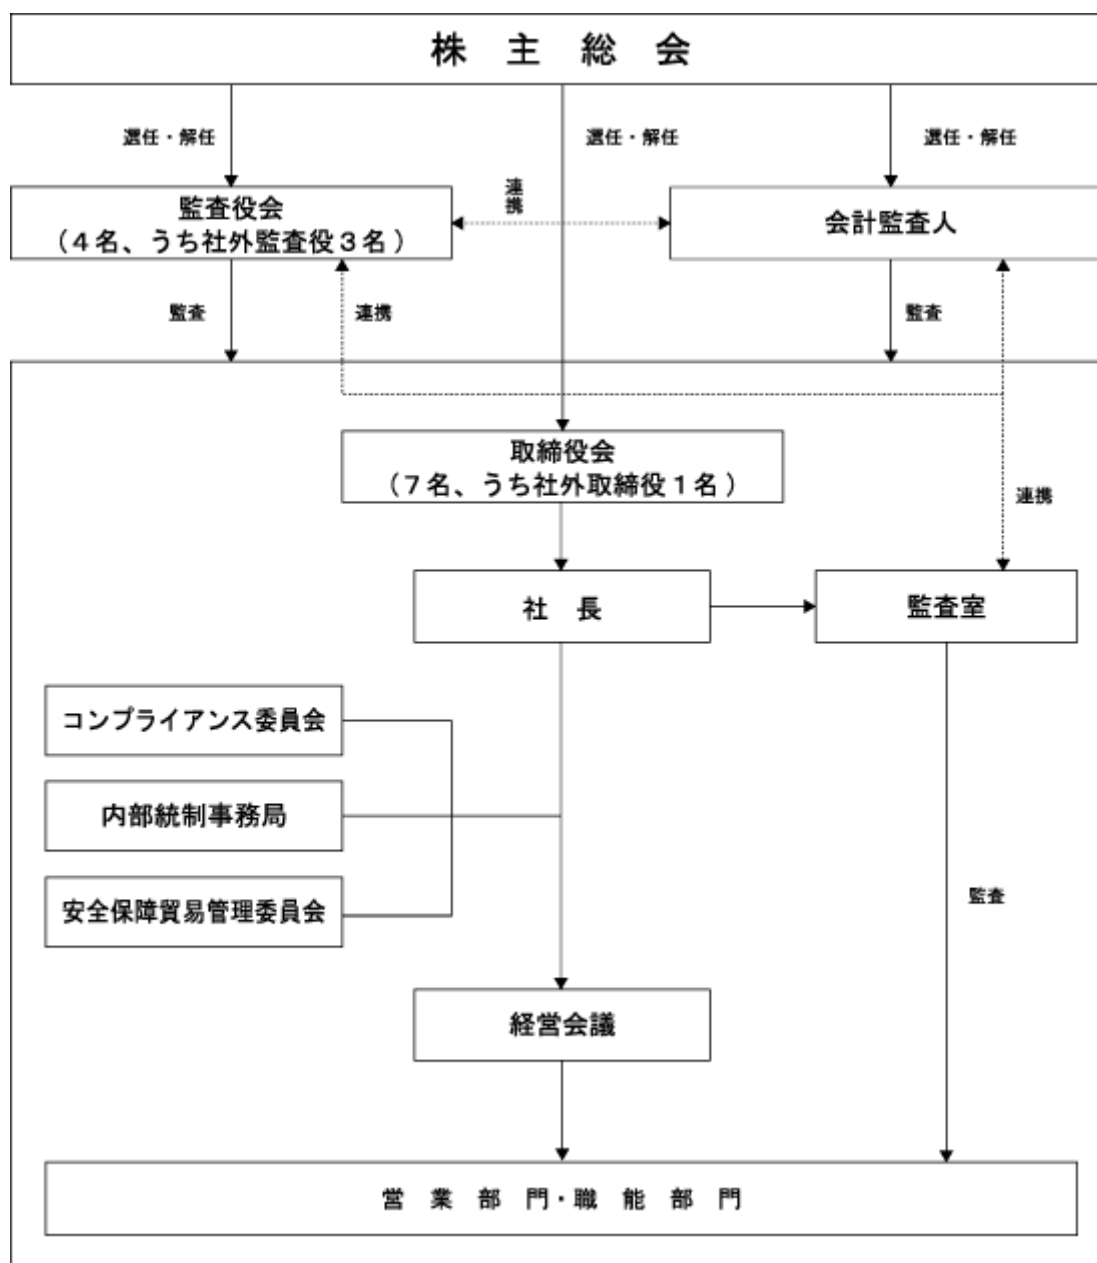 株主総会
選任・解任
選任・解任
選任・解任
監査役会
(4名、うち社外監査役3名)
連携
会計監査人
監査
連携
監査
取締役会
(7名、うち社外取締役1名)
連携
社長
監査室
コンプライアンス委員会
内部統制事務局
安全保障貿易管理委員会
監査
経営会議
営業部門・職能部門